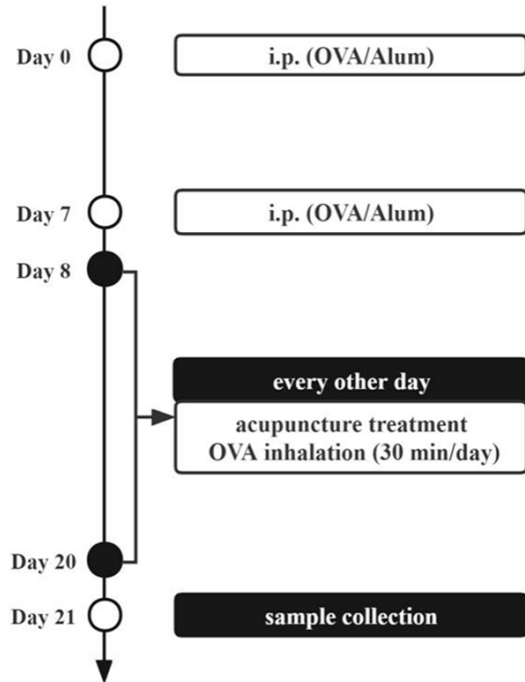 Day 0
i.p. (OVA/Alum)
Day 7
i.p. (OVA/Alum)
Day 8
every other day
acupuncture treatment
OVA inhalation (30 min/day)
Day 20
Day 21
sample collection